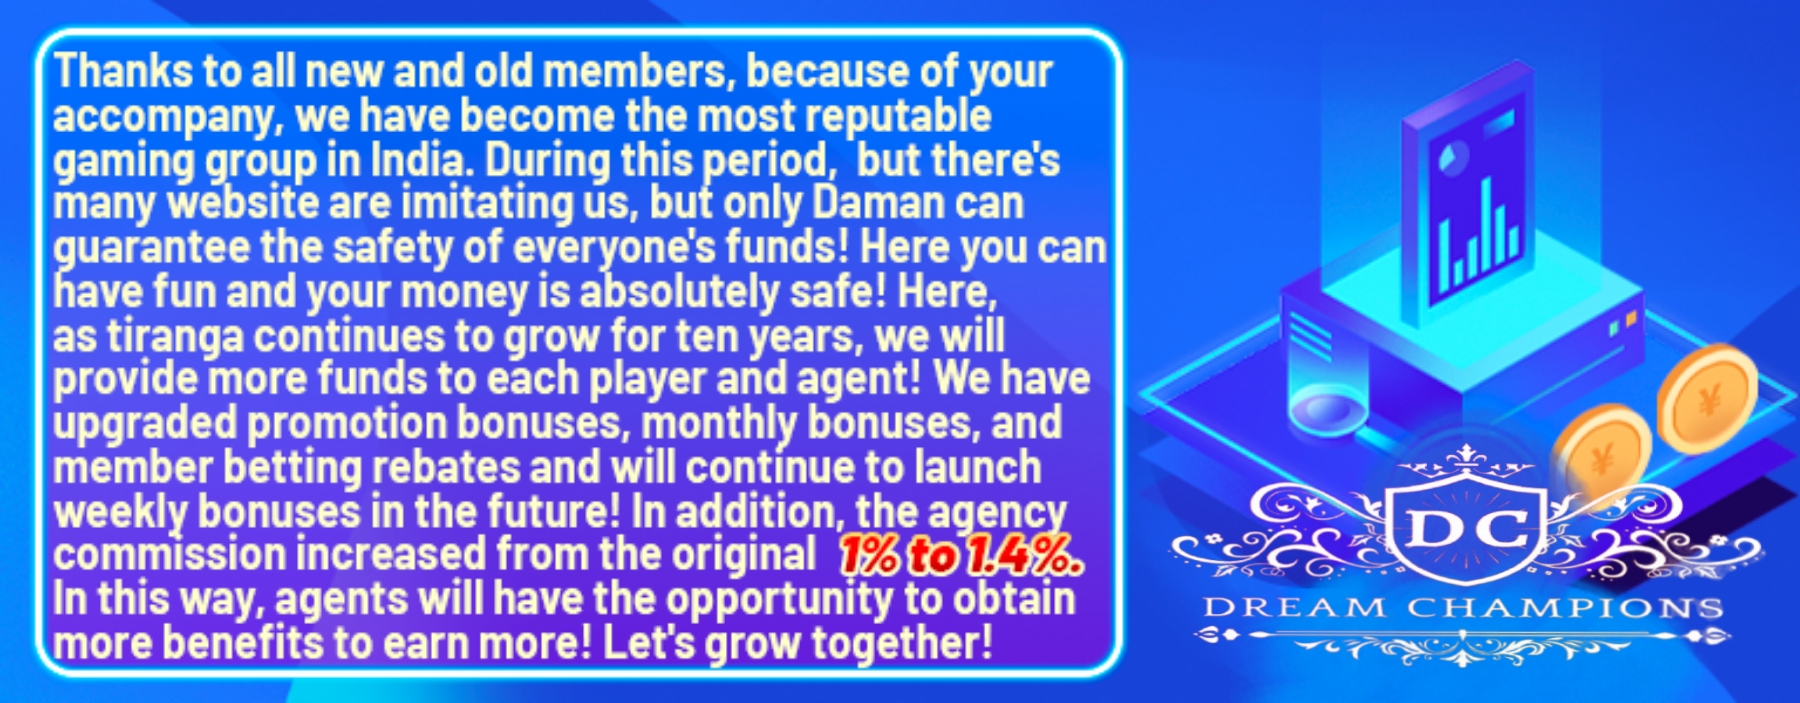 Thanks to all new and old members, because of your
accompany, we have become the most reputable
gaming group in India. During this period,  but there's
many website are imitating us, but only Daman can
guarantee the safety of everyone's funds! Here you can
have fun and your money is absolutely safe! Here,
as tiranga continues to grow for ten years, we will
provide more funds to each player and agent! We have
upgraded promotion bonuses, monthly bonuses, and
member betting rebates and will continue to launch
weekly bonuses in the future! In addition, the agency
commission increased from the original 1% to 1.4%.
In this way, agents will have the opportunity to obtain
more benefits to earn more! Let's grow together!
¥
¥
DC
DREAM CHAMPIONS